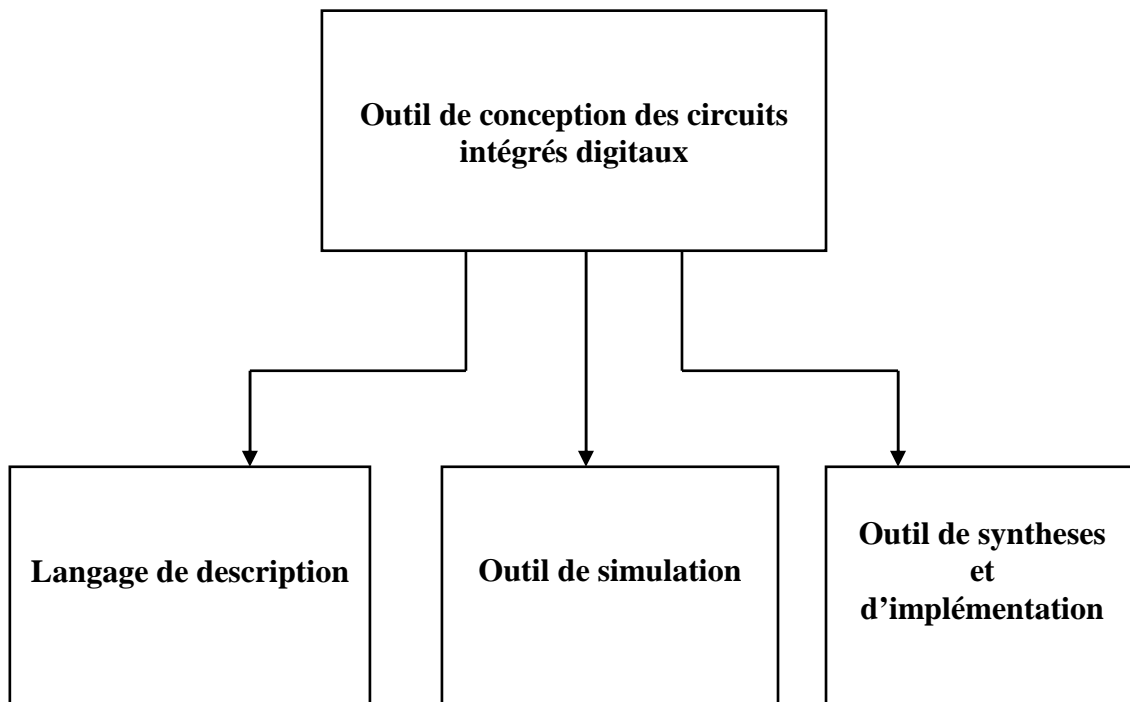 Outil de conception des circuits
intégrés digitaux
Langage de description
Outil de simulation
Outil de syntheses
et
d’implémentation